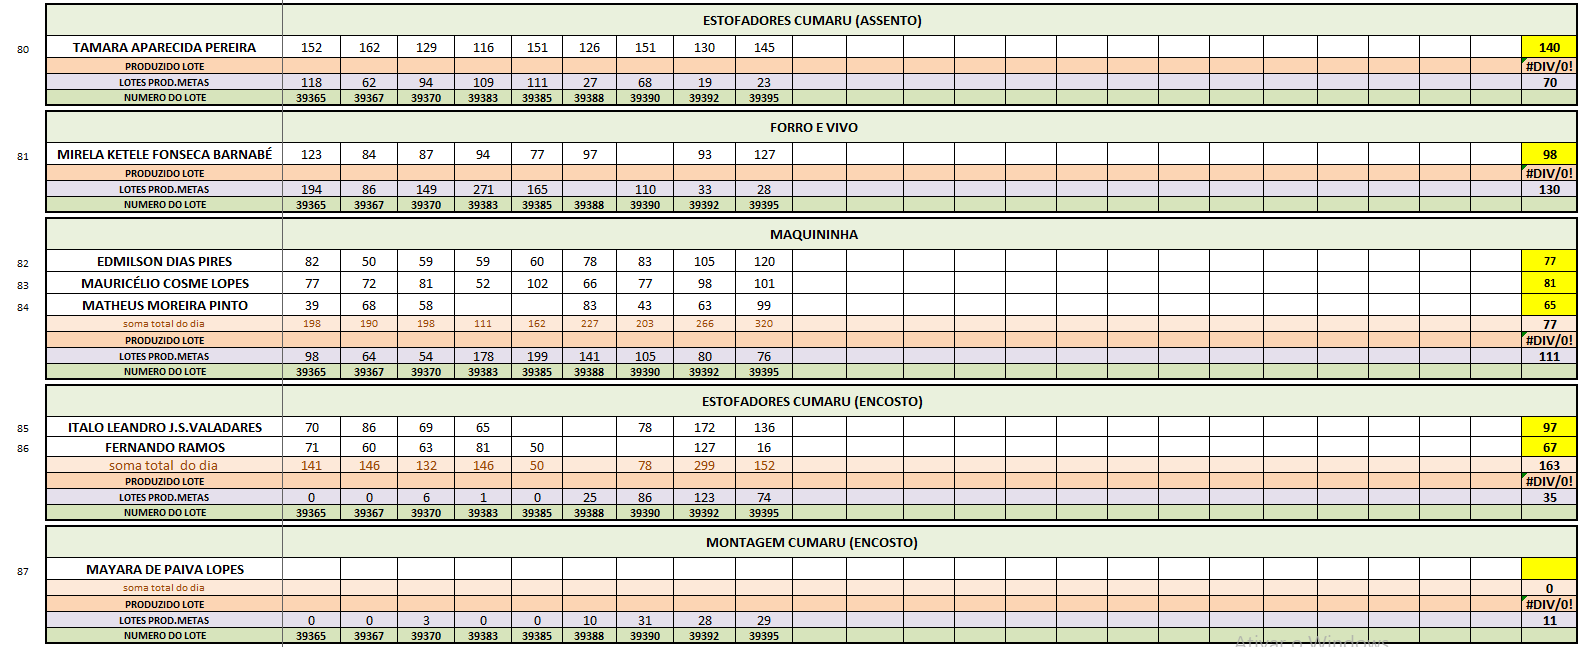 ESTOFADORES CUMARU (ASSENTO)
80 TAMARA APARECIDA PEREIRA 152 162 129 116 151 126 151 130 145 140
PRODUZIDO LOTE #DIV/0!
LOTES PROD.METAS 118 62 94 109 111 27 68 19 23 70
NUMERO DO LOTE 39365 39367 39370 39383 39385 39388 39390 39392 39395
FORRO E VIVO
81 MIRELA KETELE FONSECA BARNABÉ 123 84 87 94 77 97 93 127 98
PRODUZIDO LOTE #DIV/0!
LOTES PROD.METAS 194 86 149 271 165 110 33 28 130
NUMERO DO LOTE 39365 39367 39370 39383 39385 39388 39390 39392 39395
MAQUININHA
82 EDMILSON DIAS PIRES 82 50 59 59 60 78 83 105 120 77
83 MAURICÉLIO COSME LOPES 77 72 81 52 102 66 77 98 101 81
84 MATHEUS MOREIRA PINTO 39 68 58 83 43 63 99 65
soma total do dia 198 190 198 111 162 227 203 266 320 77
PRODUZIDO LOTE #DIV/0!
LOTES PROD.METAS 98 64 54 178 199 141 105 80 76 111
NUMERO DO LOTE 39365 39367 39370 39383 39385 39388 39390 39392 39395
ESTOFADORES CUMARU (ENCOSTO)
85 ITALO LEANDRO J.S.VALADARES 70 86 69 65 78 172 136 97
86 FERNANDO RAMOS 71 60 63 81 50 127 16 67
soma total do dia 141 146 132 146 50 78 299 152 163
PRODUZIDO LOTE #DIV/0!
LOTES PROD.METAS 0 0 6 1 0 25 86 123 74 35
NUMERO DO LOTE 39365 39367 39370 39383 39385 39388 39390 39392 39395
MONTAGEM CUMARU (ENCOSTO)
87 MAYARA DE PAIVA LOPES
soma total do dia 0
PRODUZIDO LOTE #DIV/0!
LOTES PROD.METAS 0 0 3 0 0 10 31 28 29 11
NUMERO DO LOTE 39365 39367 39370 39383 39385 39388 39390 39392 39395
Ativar o Windows